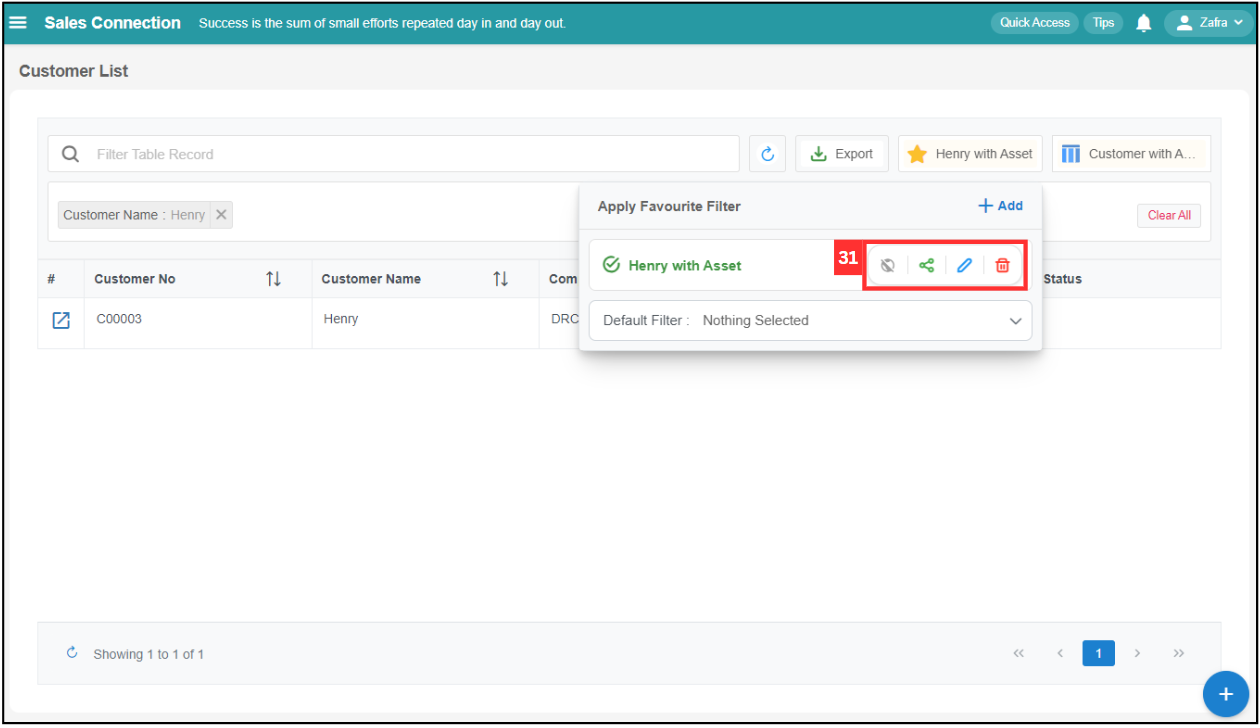 Sales Connection Success is the sum of small efforts repeated day in and day out. Quick Access Tips Zafra
Customer List
Filter Table Record Export Henry with Asset Customer with A...
Customer Name : Henry Clear All
Apply Favourite Filter + Add
Henry with Asset 31
Default Filter : Nothing Selected
# Customer No Customer Name Com Status
C00003 Henry DRC
Showing 1 to 1 of 1 << < 1 > >>
+